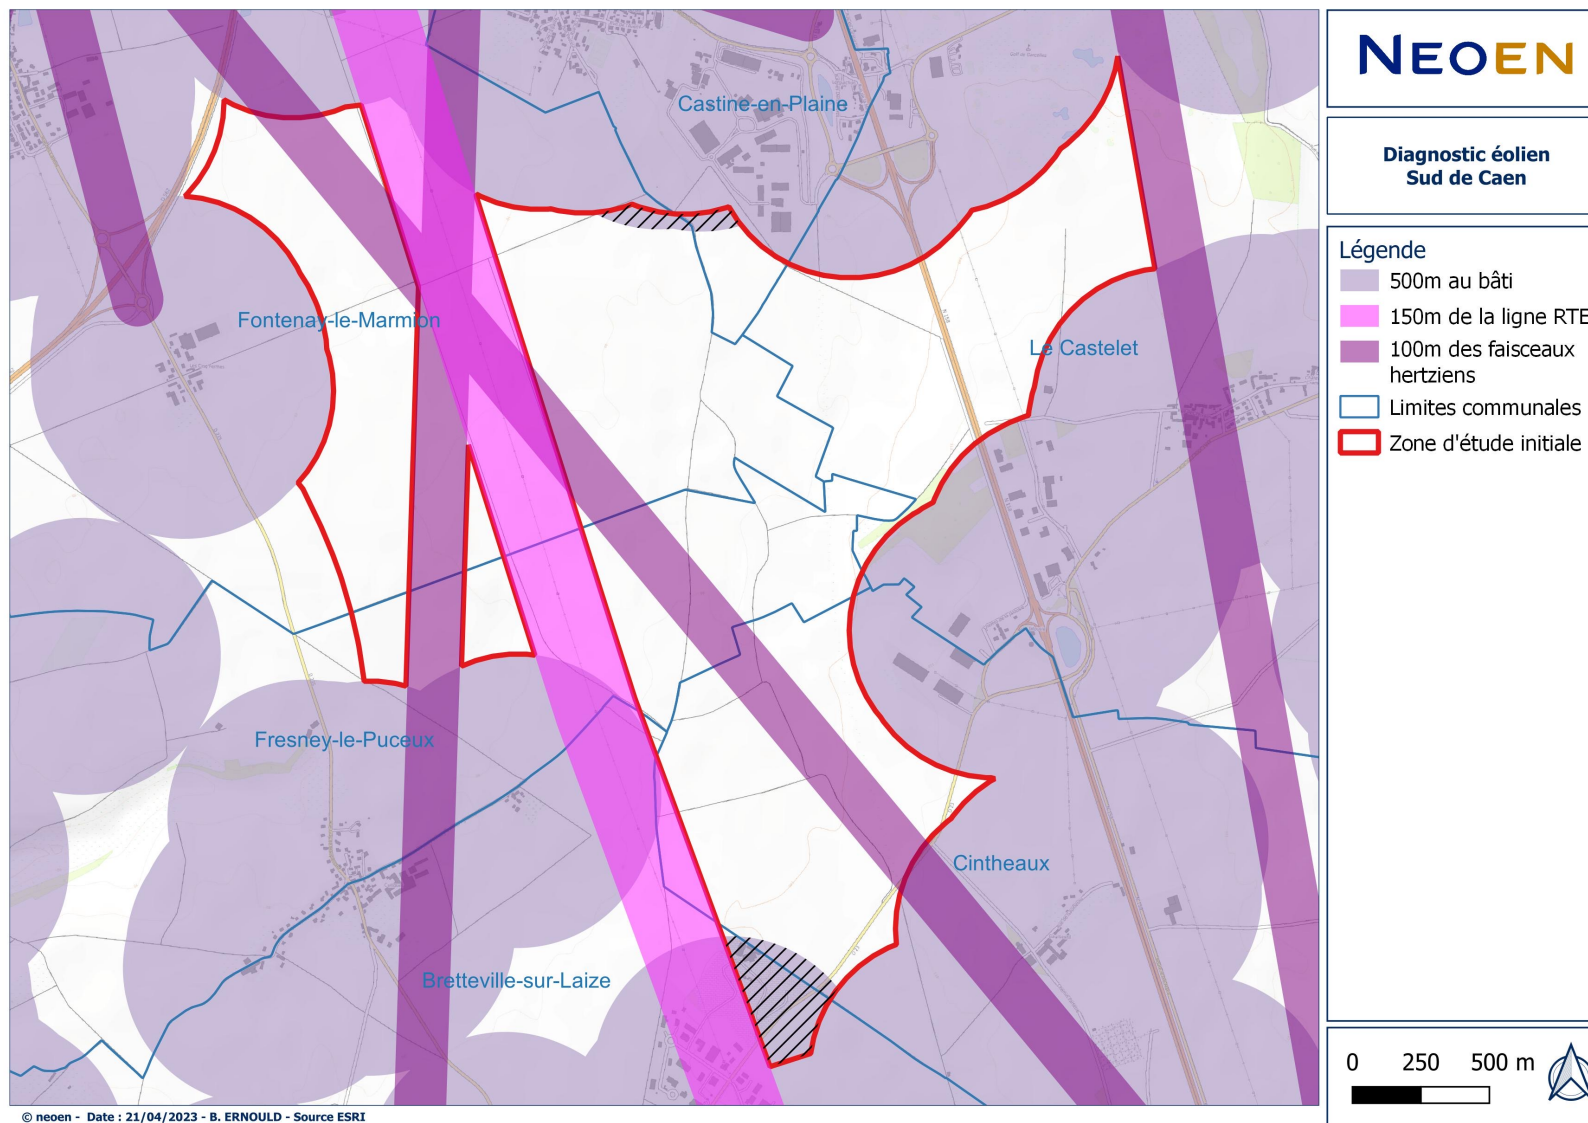 NEOEN
Diagnostic éolien
Sud de Caen
Légende
500m au bâti
150m de la ligne RTE
100m des faisceaux
hertziens
Limites communales
Zone d'étude initiale
Castine-en-Plaine
Fontenay-le-Marmion
Le Castelet
Fresney-le-Puceux
Cintheaux
Bretteville-sur-Laize
0 250 500 m
© neoen - Date : 21/04/2023 - B. ERNOULD - Source ESRI